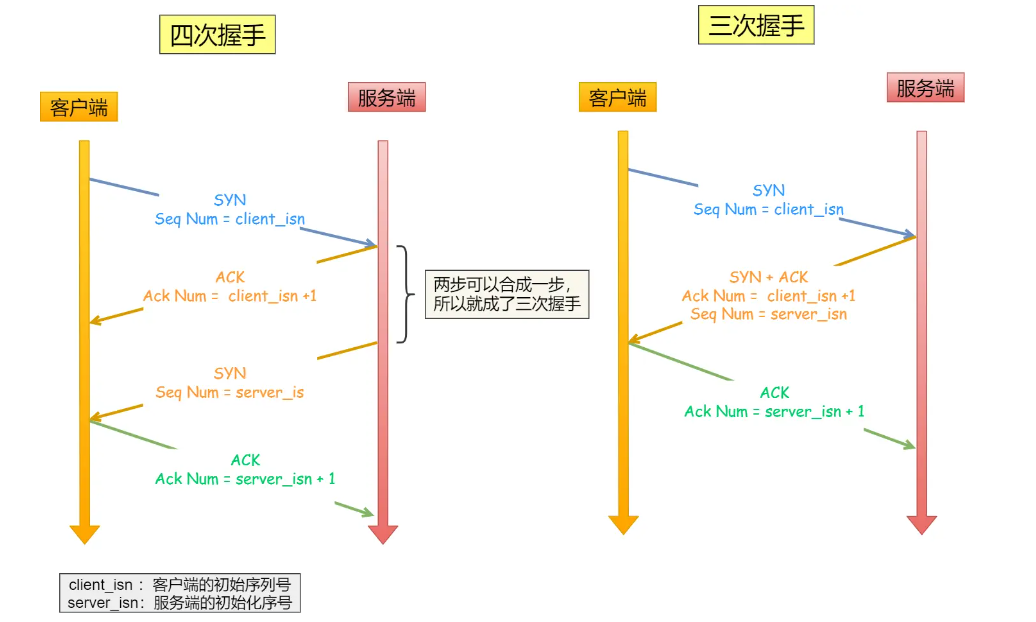 四次握手
客户端
服务端
SYN
Seq Num = client_isn
ACK
Ack Num = client_isn +1
两步可以合成一步，
所以就成了三次握手
SYN
Seq Num = server_is
ACK
Ack Num = server_isn + 1
client_isn ：客户端的初始序列号
server_isn：服务端的初始化序号
三次握手
客户端
服务端
SYN
Seq Num = client_isn
SYN + ACK
Ack Num = client_isn +1
Seq Num = server_isn
ACK
Ack Num = server_isn + 1